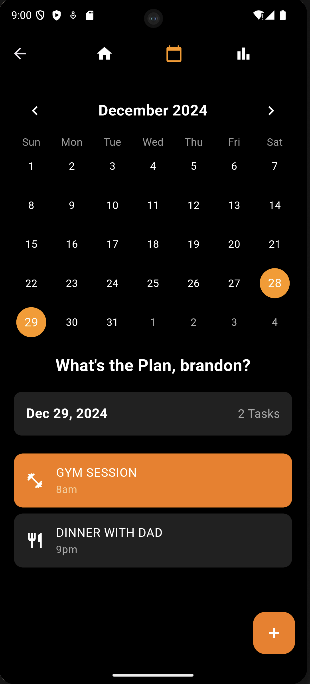 9:00
December 2024
Sun Mon Tue Wed Thu Fri Sat
1 2 3 4 5 6 7
8 9 10 11 12 13 14
15 16 17 18 19 20 21
22 23 24 25 26 27 28
29 30 31 1 2 3 4
What's the Plan, brandon?
Dec 29, 2024 2 Tasks
GYM SESSION
8am
DINNER WITH DAD
9pm